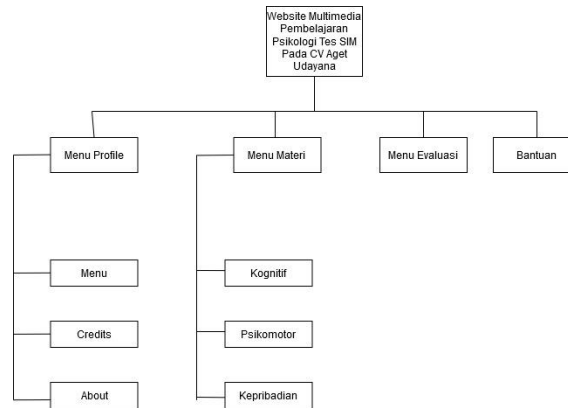 Website Multimedia
Pembelajaran
Psikologi Tes SIM
Pada CV Aget
Udayana
Menu Profile
Menu Materi
Menu Evaluasi
Bantuan
Menu
Kognitif
Credits
Psikomotor
About
Kepribadian